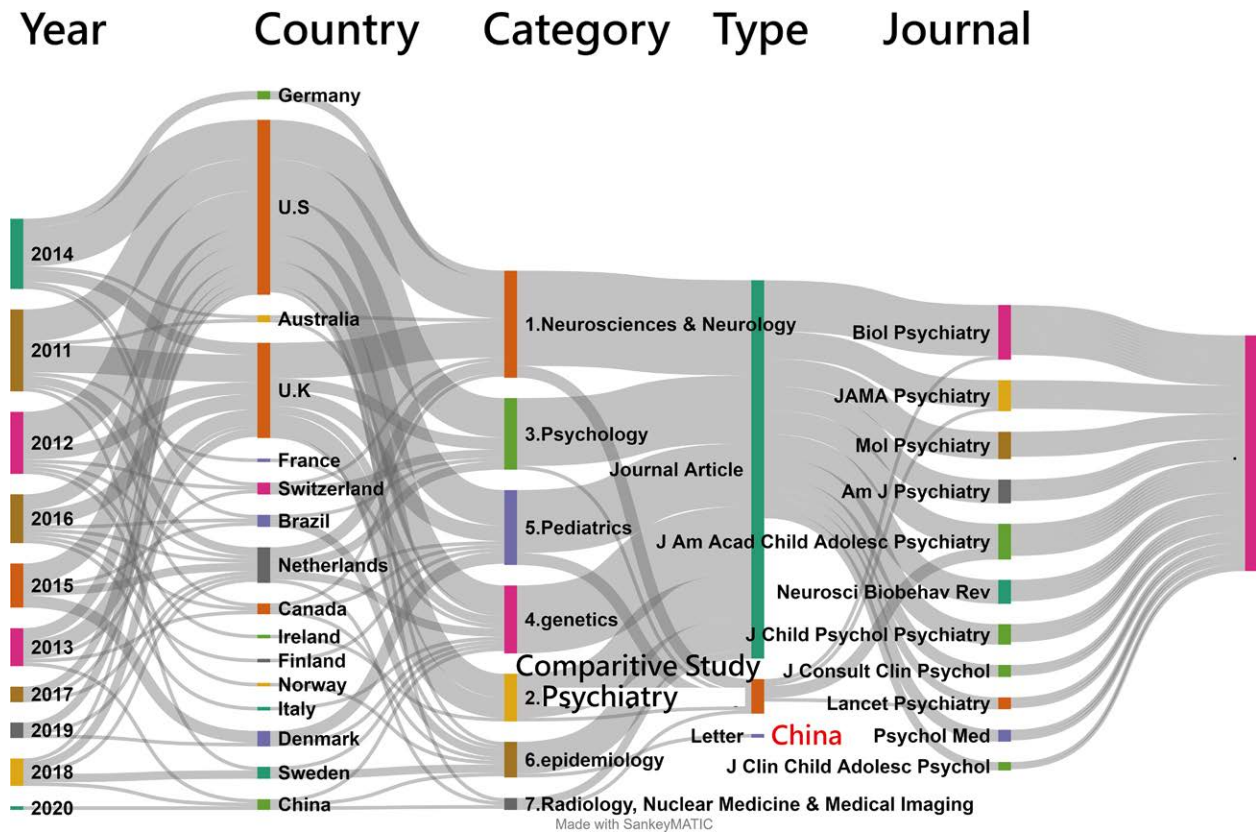 Year Country Category Type Journal
Germany
U.S
2014
Australia
1.Neurosciences & Neurology
Biol Psychiatry
2011
U.K
JAMA Psychiatry
2012
3.Psychology
Mol Psychiatry
France
Journal Article
.
Switzerland
Am J Psychiatry
2016
Brazil
5.Pediatrics
J Am Acad Child Adolesc Psychiatry
Netherlands
2015
Neurosci Biobehav Rev
Canada
4.genetics
2013
Ireland
J Child Psychol Psychiatry
Finland
Comparitive Study
J Consult Clin Psychol
2017
Norway
2.Psychiatry
Lancet Psychiatry
Italy
2019
Denmark
Letter China
Psychol Med
2018
Sweden
6.epidemiology
J Clin Child Adolesc Psychol
2020
China
7.Radiology, Nuclear Medicine & Medical Imaging
Made with SankeyMATIC